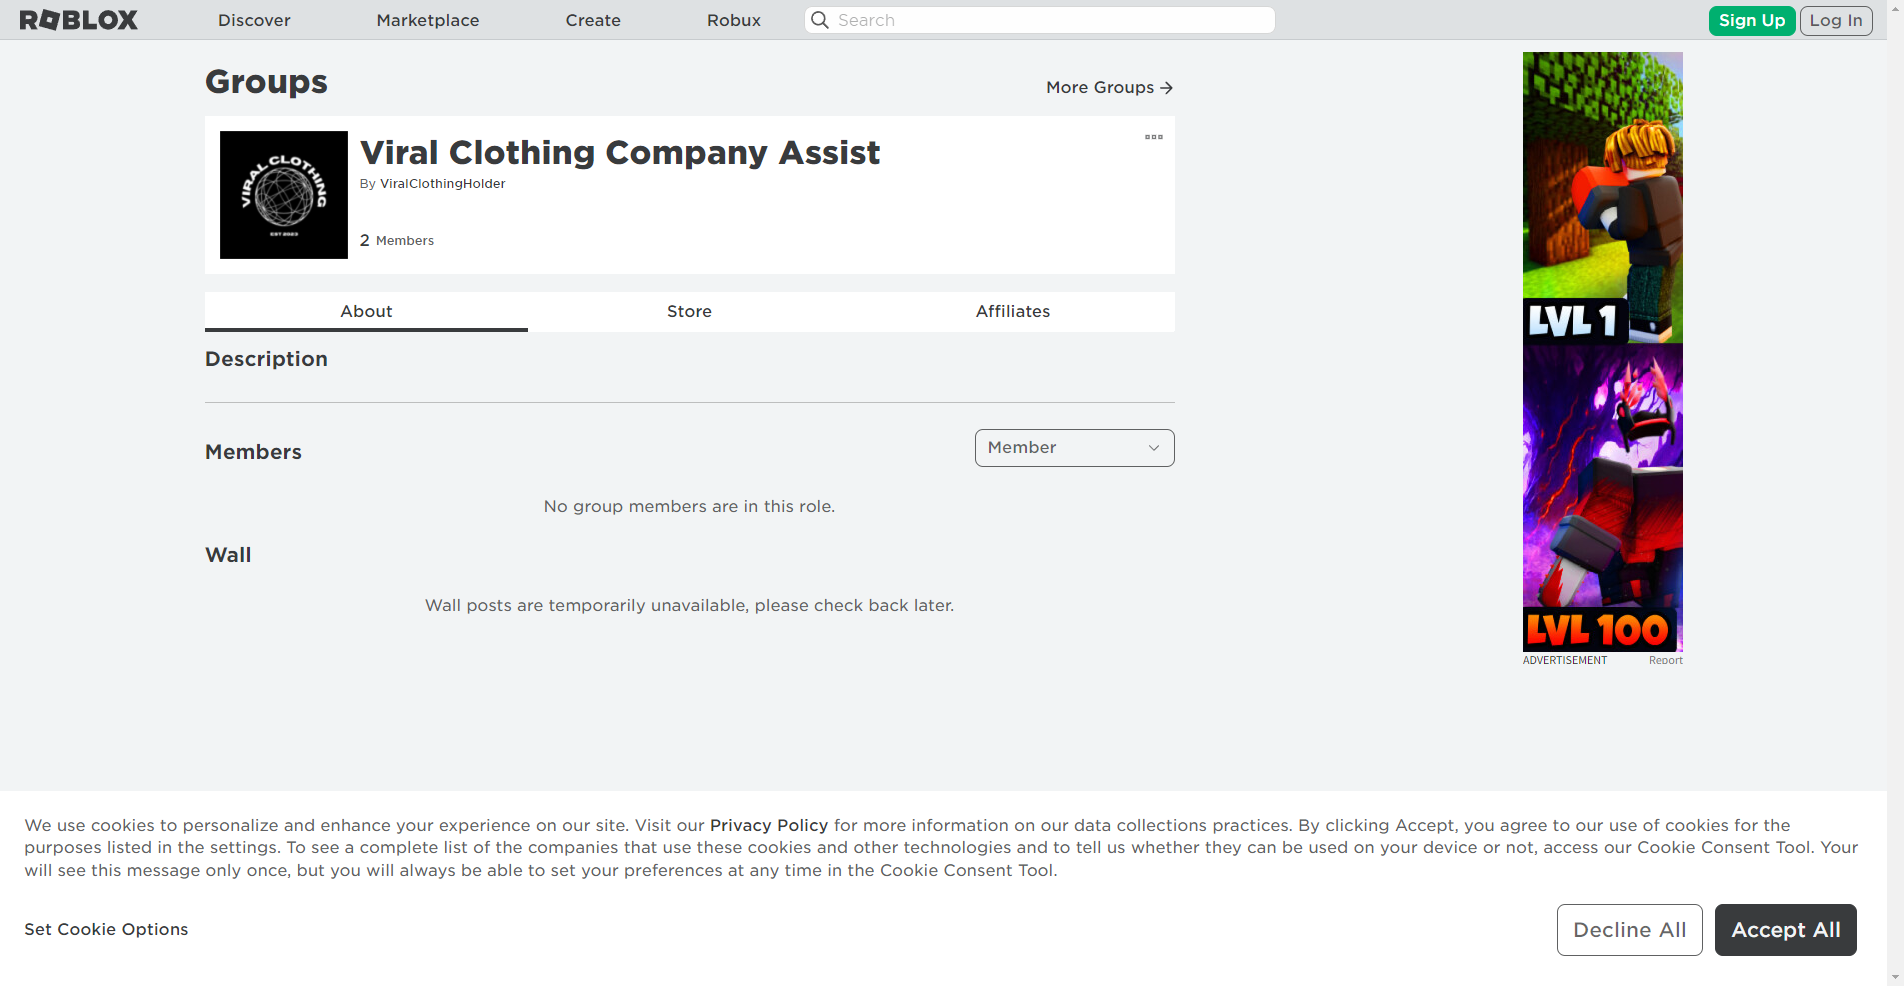 ROBLOX
Discover
Marketplace
Create
Robux
Search
Sign Up
Log In
Groups
More Groups
VIRAL CLOTHING
EST 2023
Viral Clothing Company Assist
By ViralClothingHolder
2 Members
About
Store
Affiliates
Description
Members
Member
No group members are in this role.
Wall
Wall posts are temporarily unavailable, please check back later.
LVL 1
LVL 100
ADVERTISEMENT
Report
We use cookies to personalize and enhance your experience on our site. Visit our Privacy Policy for more information on our data collections practices. By clicking Accept, you agree to our use of cookies for the
purposes listed in the settings. To see a complete list of the companies that use these cookies and other technologies and to tell us whether they can be used on your device or not, access our Cookie Consent Tool. Your
will see this message only once, but you will always be able to set your preferences at any time in the Cookie Consent Tool.
Set Cookie Options
Decline All
Accept All